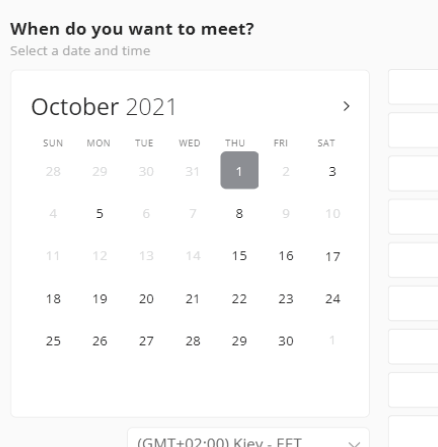 When do you want to meet?
Select a date and time
October 2021
SUN MON TUE WED THU FRI SAT
28 29 30 31 1 2 3
4 5 6 7 8 9 10
11 12 13 14 15 16 17
18 19 20 21 22 23 24
25 26 27 28 29 30 1
(GMT+02:00) Kiev - EET